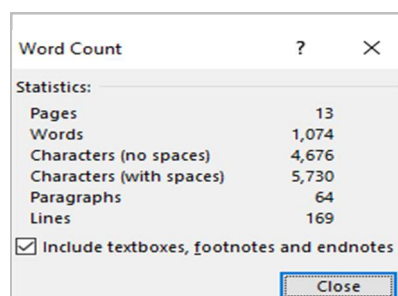 Word Count ? ×
Statistics:
Pages 13
Words 1,074
Characters (no spaces) 4,676
Characters (with spaces) 5,730
Paragraphs 64
Lines 169
Include textboxes, footnotes and endnotes
Close